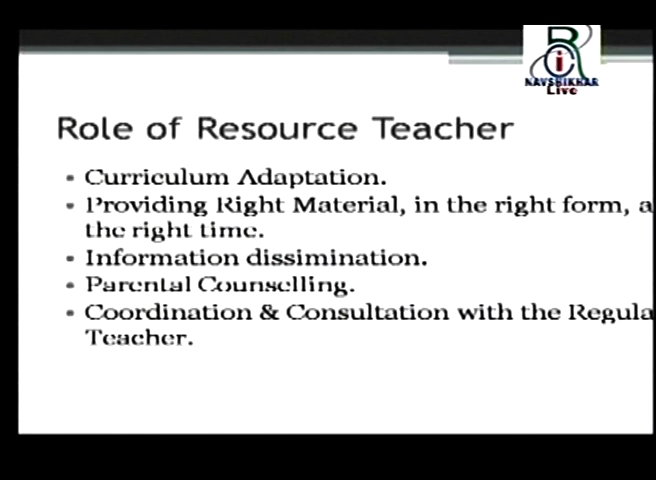 NAVSHIKHAR
Live
Role of Resource Teacher
Curriculum Adaptation.
Providing Right Material, in the right form, a
the right time.
Information dissimination.
Parental Counselling.
Coordination & Consultation with the Regula
Teacher.